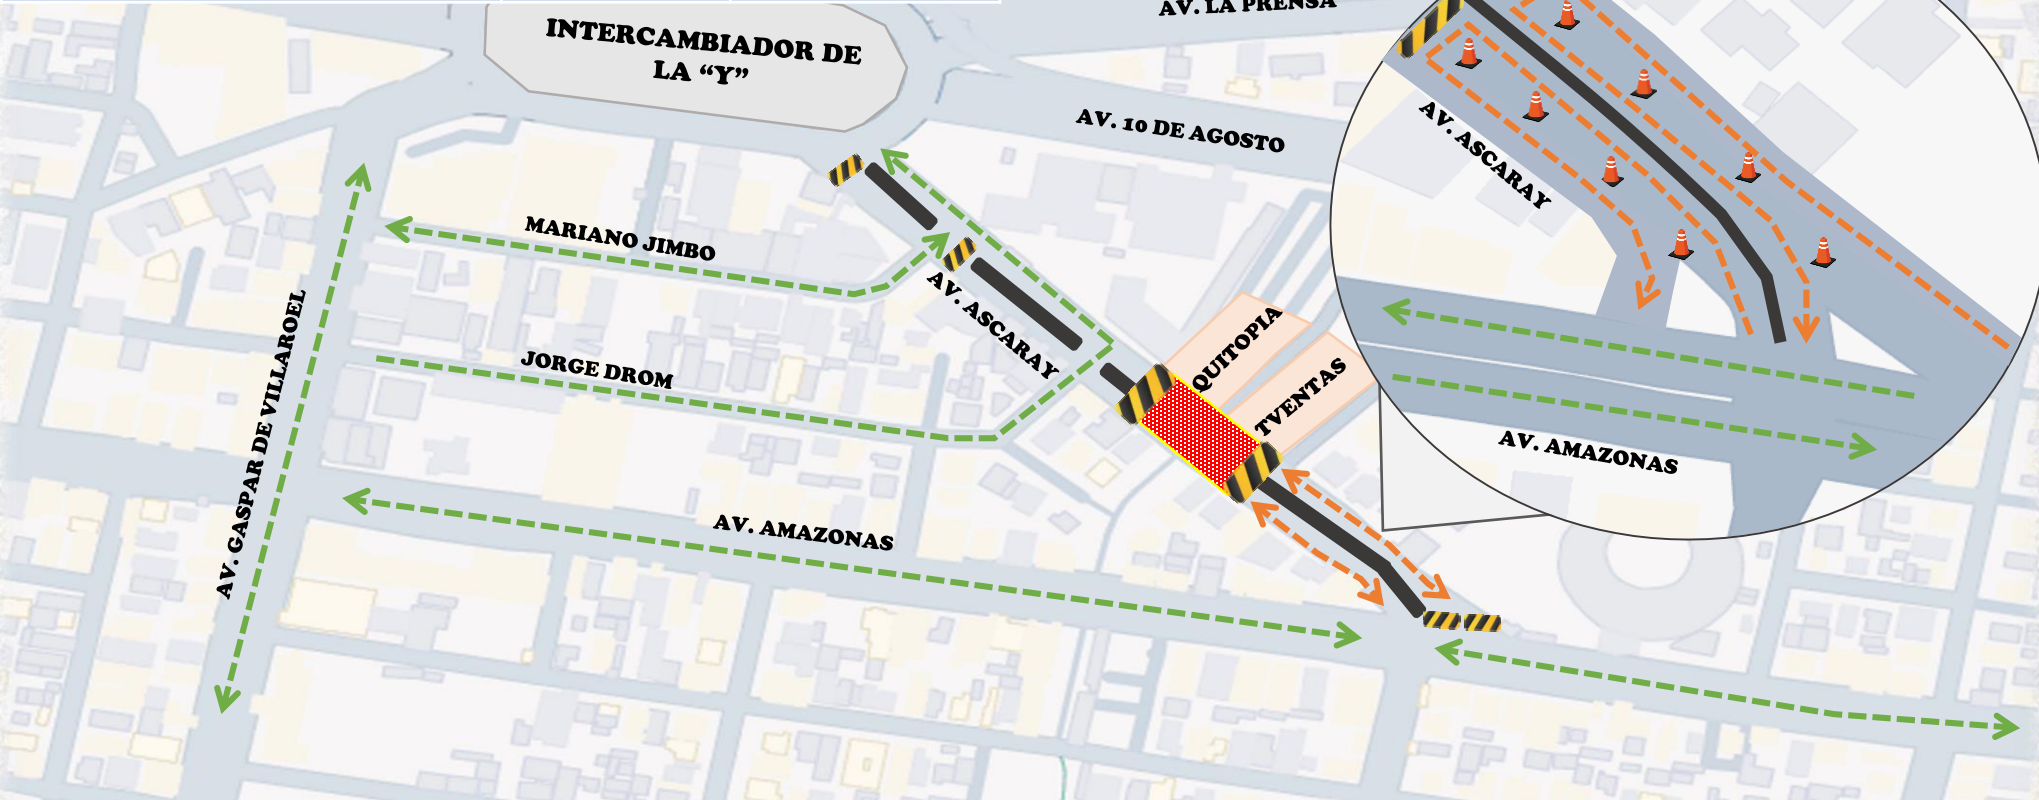 AV. LA PRENSA
INTERCAMBIADOR DE
LA “Y”
AV. 10 DE AGOSTO
AV. ASCARAY
MARIANO JIMBO
AV. ASCARAY
QUITOPIA
AV. GASPAR DE VILLAROEL
JORGE DROM
TVENTAS
AV. AMAZONAS
AV. AMAZONAS